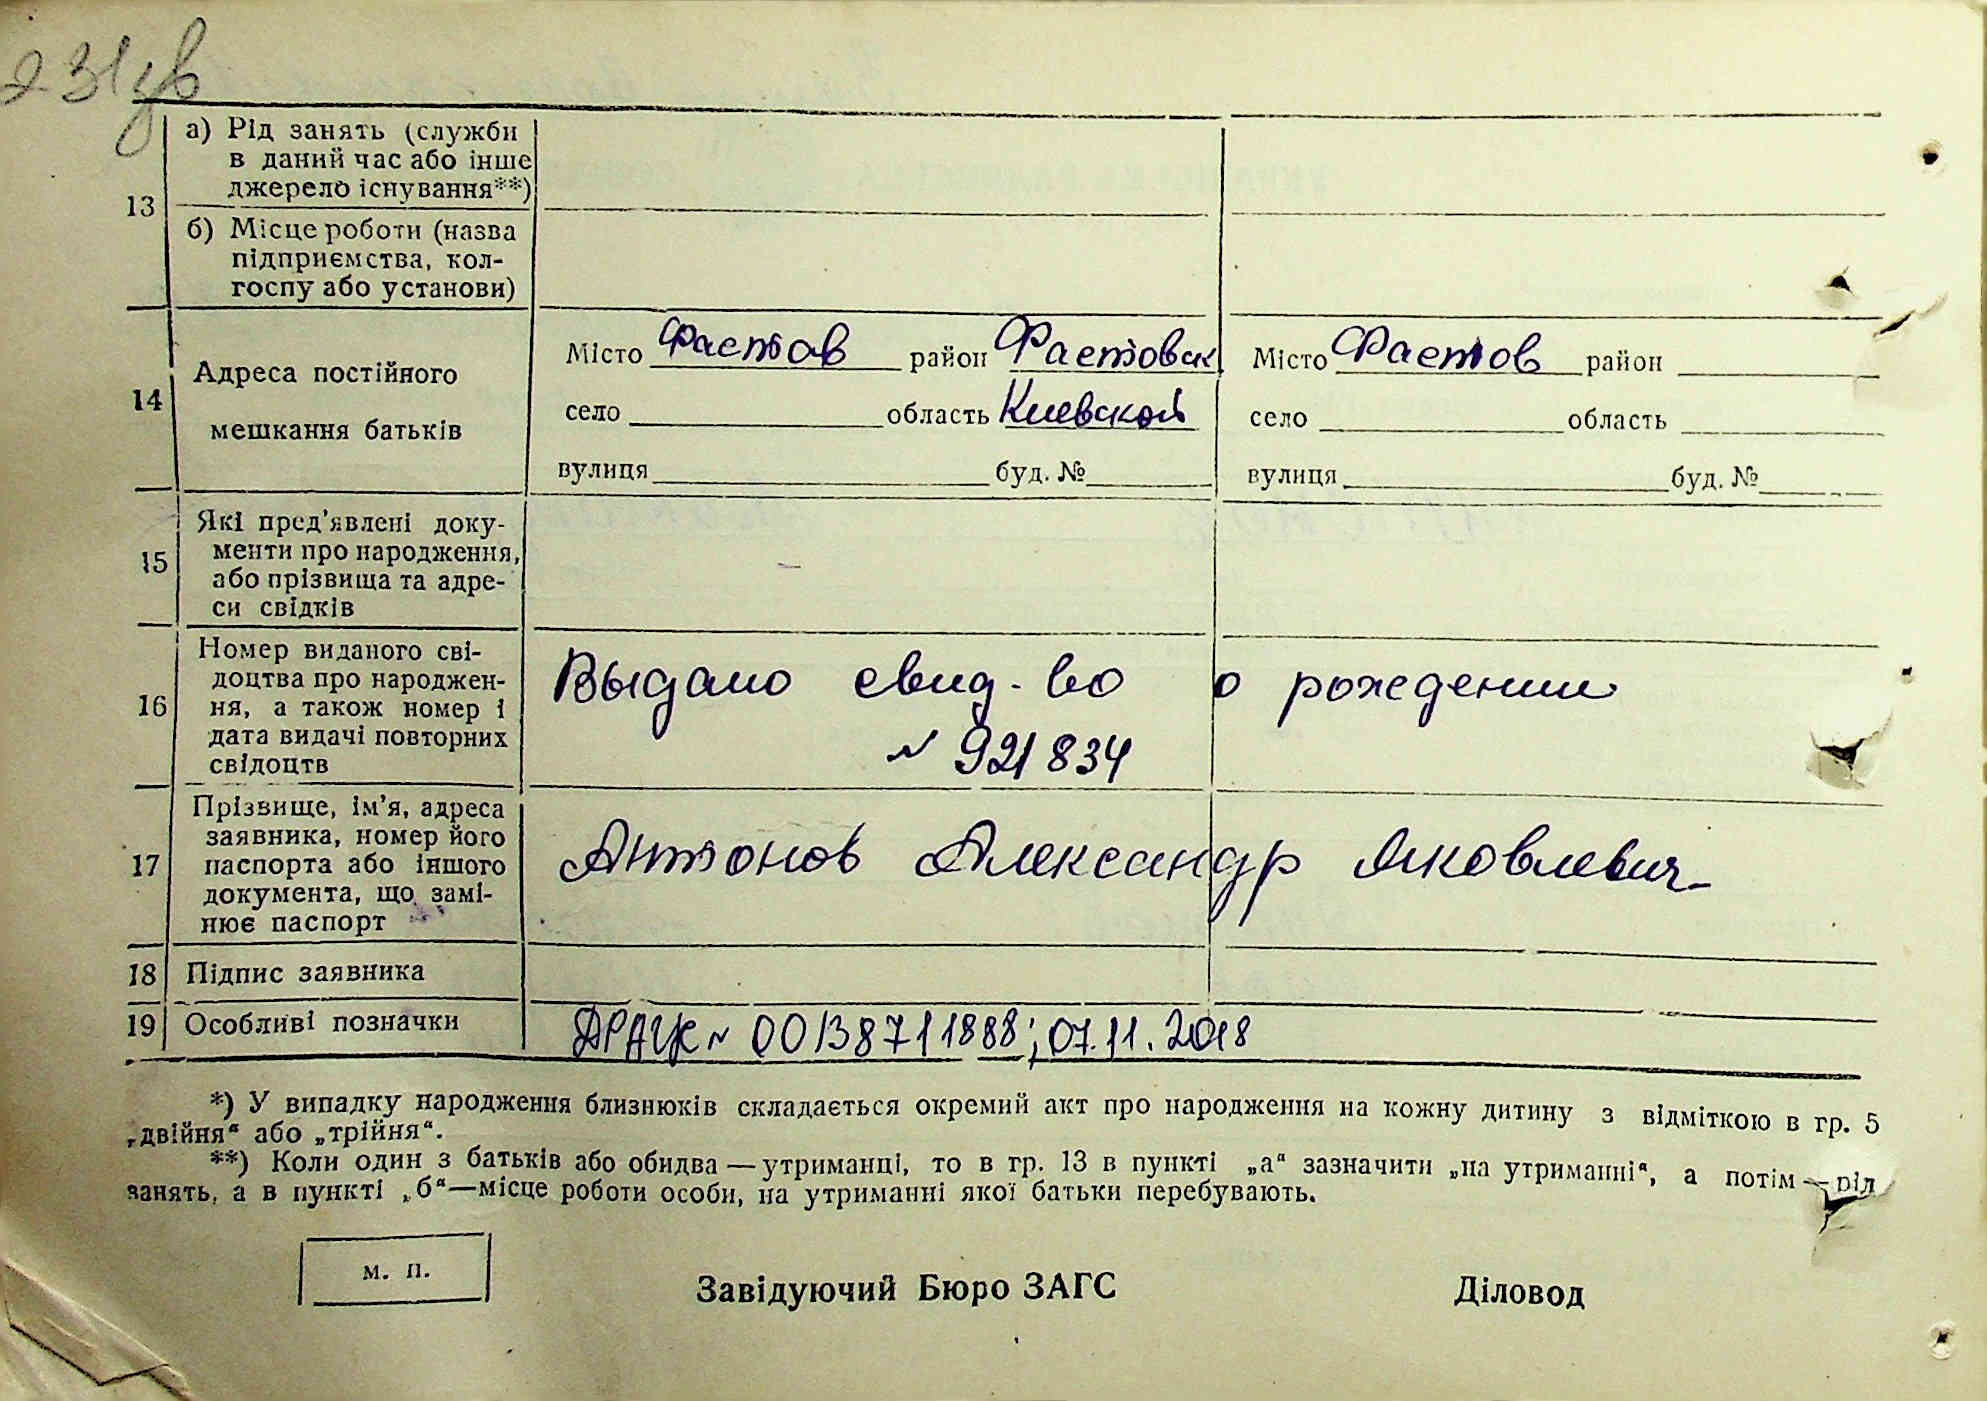 231зв
13
а) Рід занять (служби
в даний час або інше
джерело існування**)
б) Місце роботи (назва
підприємства, кол-
госпу або установи)
14
Адреса постійного
мешкання батьків
Місто Фастов район Фастовск
село область Киевской
вулиця буд. №
Місто Фастов район
село область
вулиця буд. №
15
Які пред'явлені доку-
менти про народження,
або прізвища та адре-
си свідків
16
Номер виданого сві-
доцтва про народжен-
ня, а також номер і
дата видачі повторних
свідоцтв
Выдано свид-во о рождении
№ 921834
17
Прізвище, ім'я, адреса
заявника, номер його
паспорта або іншого
документа, що замі-
нює паспорт
Антонов Александр Яковлевич
18 Підпис заявника
19 Особливі позначки
ДРАЦС № 00138711888; 07.11.2018
*) У випадку народження близнюків складається окремий акт про народження на кожну дитину з відміткою в гр. 5
„двійня“ або „трійня“.
**) Коли один з батьків або обидва — утриманці, то в гр. 13 в пункті „а“ зазначити „на утриманні“, а потім — рід
занять, а в пункті „б“—місце роботи особи, на утриманні якої батьки перебувають.
м. п.
Завідуючий Бюро ЗАГС
Діловод